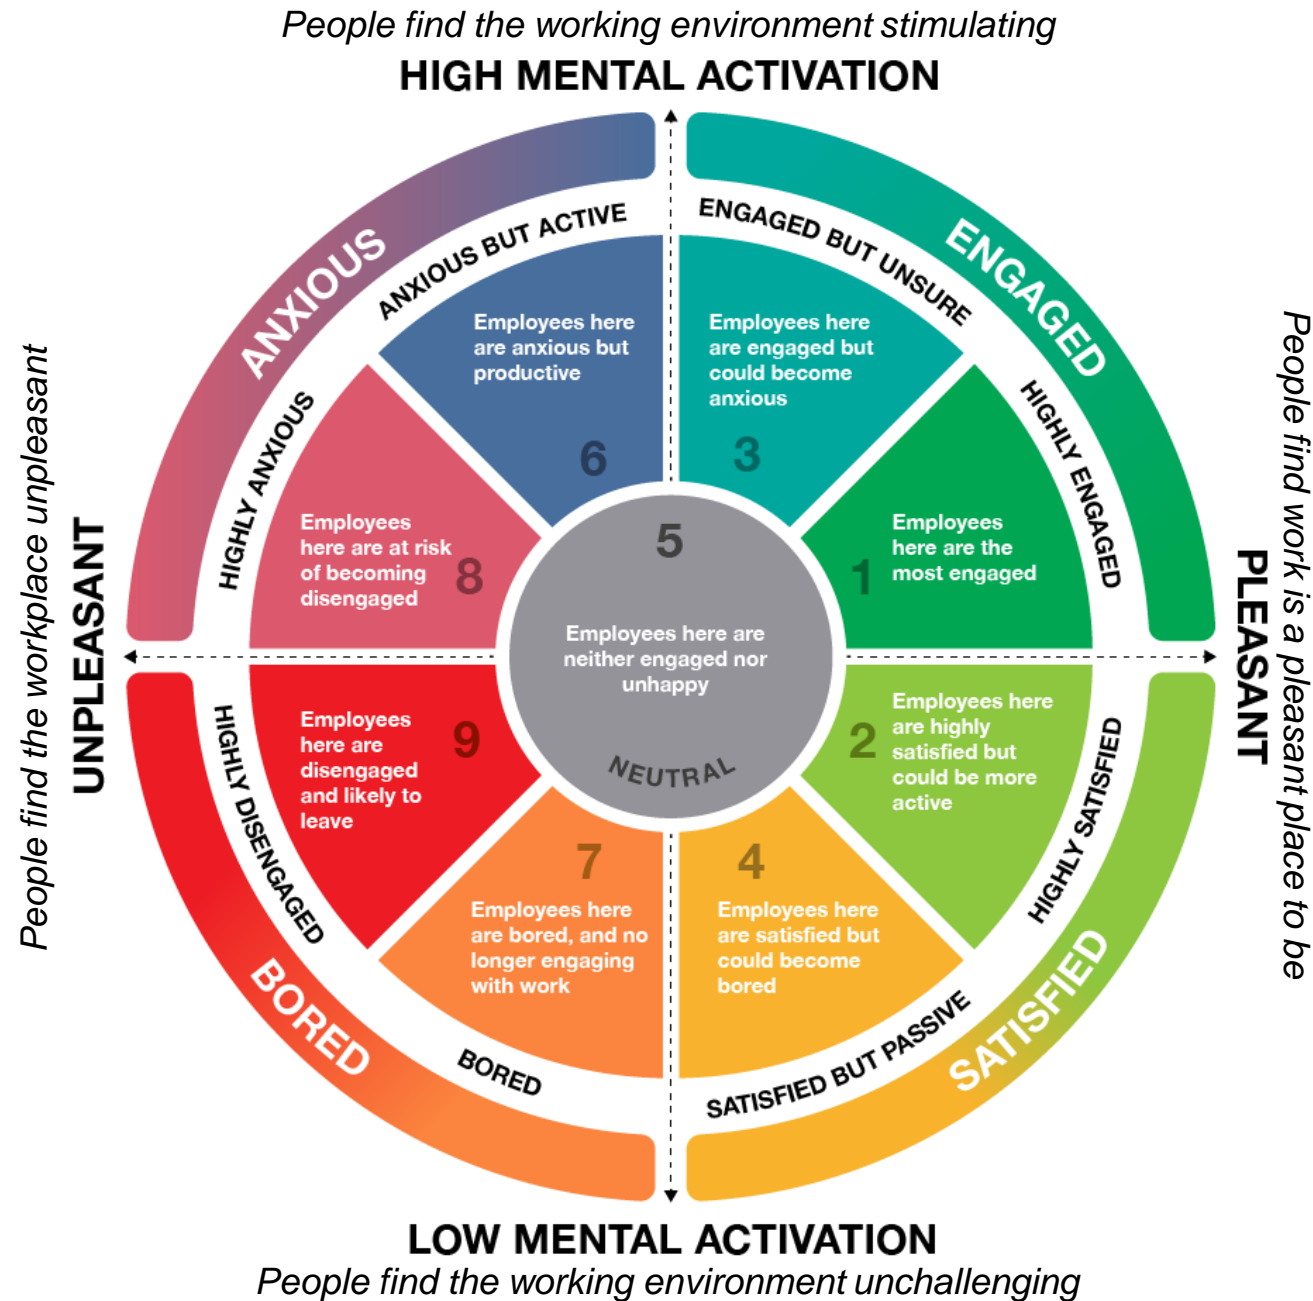 People find the working environment stimulating
HIGH MENTAL ACTIVATION
ANXIOUS
ANXIOUS BUT ACTIVE
Employees here
are anxious but
productive
6
ENGAGED
ENGAGED BUT UNSURE
Employees here
are engaged but
could become
anxious
3
HIGHLY ANXIOUS
Employees
here are at risk
of becoming
disengaged
8
HIGHLY ENGAGED
Employees
here are the
most engaged
1
5
Employees here are
neither engaged nor
unhappy
NEUTRAL
People find the workplace unpleasant
UNPLEASANT
PLEASANT
People find work is a pleasant place to be
HIGHLY DISENGAGED
Employees
here are
disengaged
and likely to
leave
9
HIGHLY SATISFIED
Employees here
are highly
satisfied but
could be more
active
2
BORED
BORED
7
Employees here
are bored, and no
longer engaging
with work
SATISFIED
SATISFIED BUT PASSIVE
4
Employees here
are satisfied but
could become
bored
LOW MENTAL ACTIVATION
People find the working environment unchallenging